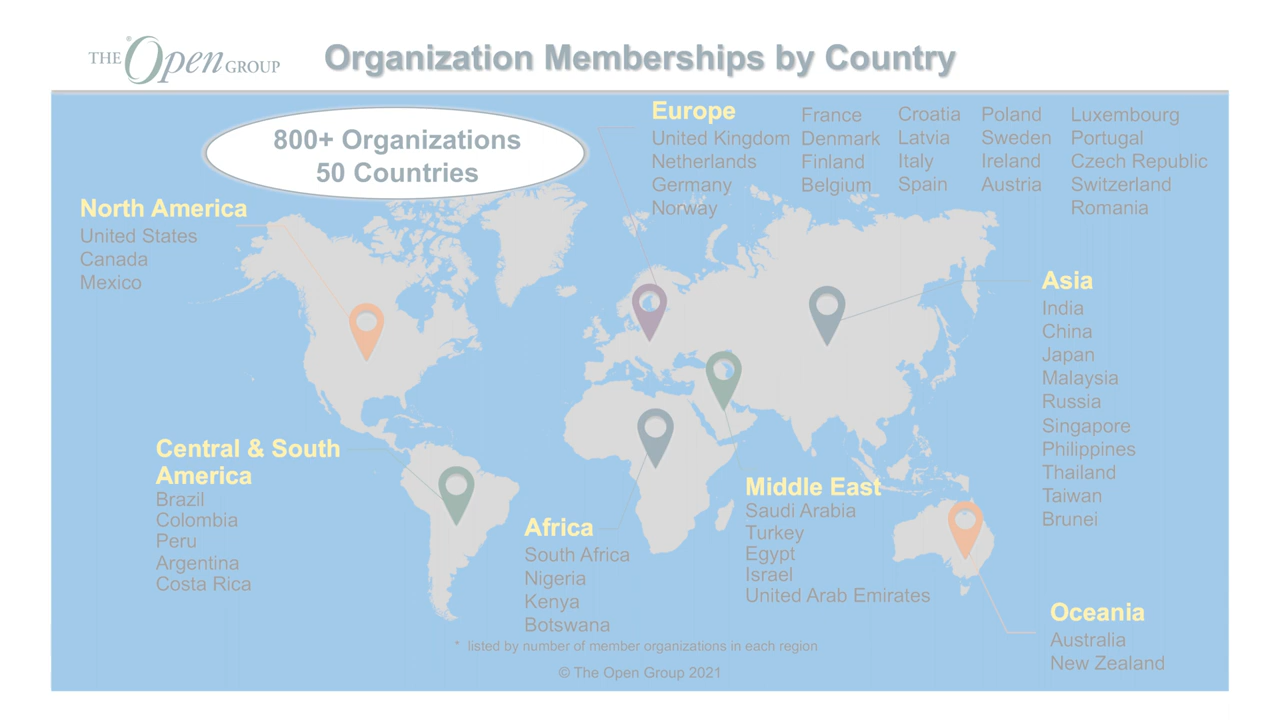 THE Open GROUP
Organization Memberships by Country
800+ Organizations
50 Countries
North America
United States
Canada
Mexico
Europe
United Kingdom
Netherlands
Germany
Norway
France
Denmark
Finland
Belgium
Croatia
Latvia
Italy
Spain
Poland
Sweden
Ireland
Austria
Luxembourg
Portugal
Czech Republic
Switzerland
Romania
Asia
India
China
Japan
Malaysia
Russia
Singapore
Philippines
Thailand
Taiwan
Brunei
Central & South
America
Brazil
Colombia
Peru
Argentina
Costa Rica
Africa
South Africa
Nigeria
Kenya
Botswana
Middle East
Saudi Arabia
Turkey
Egypt
Israel
United Arab Emirates
Oceania
Australia
New Zealand
* listed by number of member organizations in each region
© The Open Group 2021